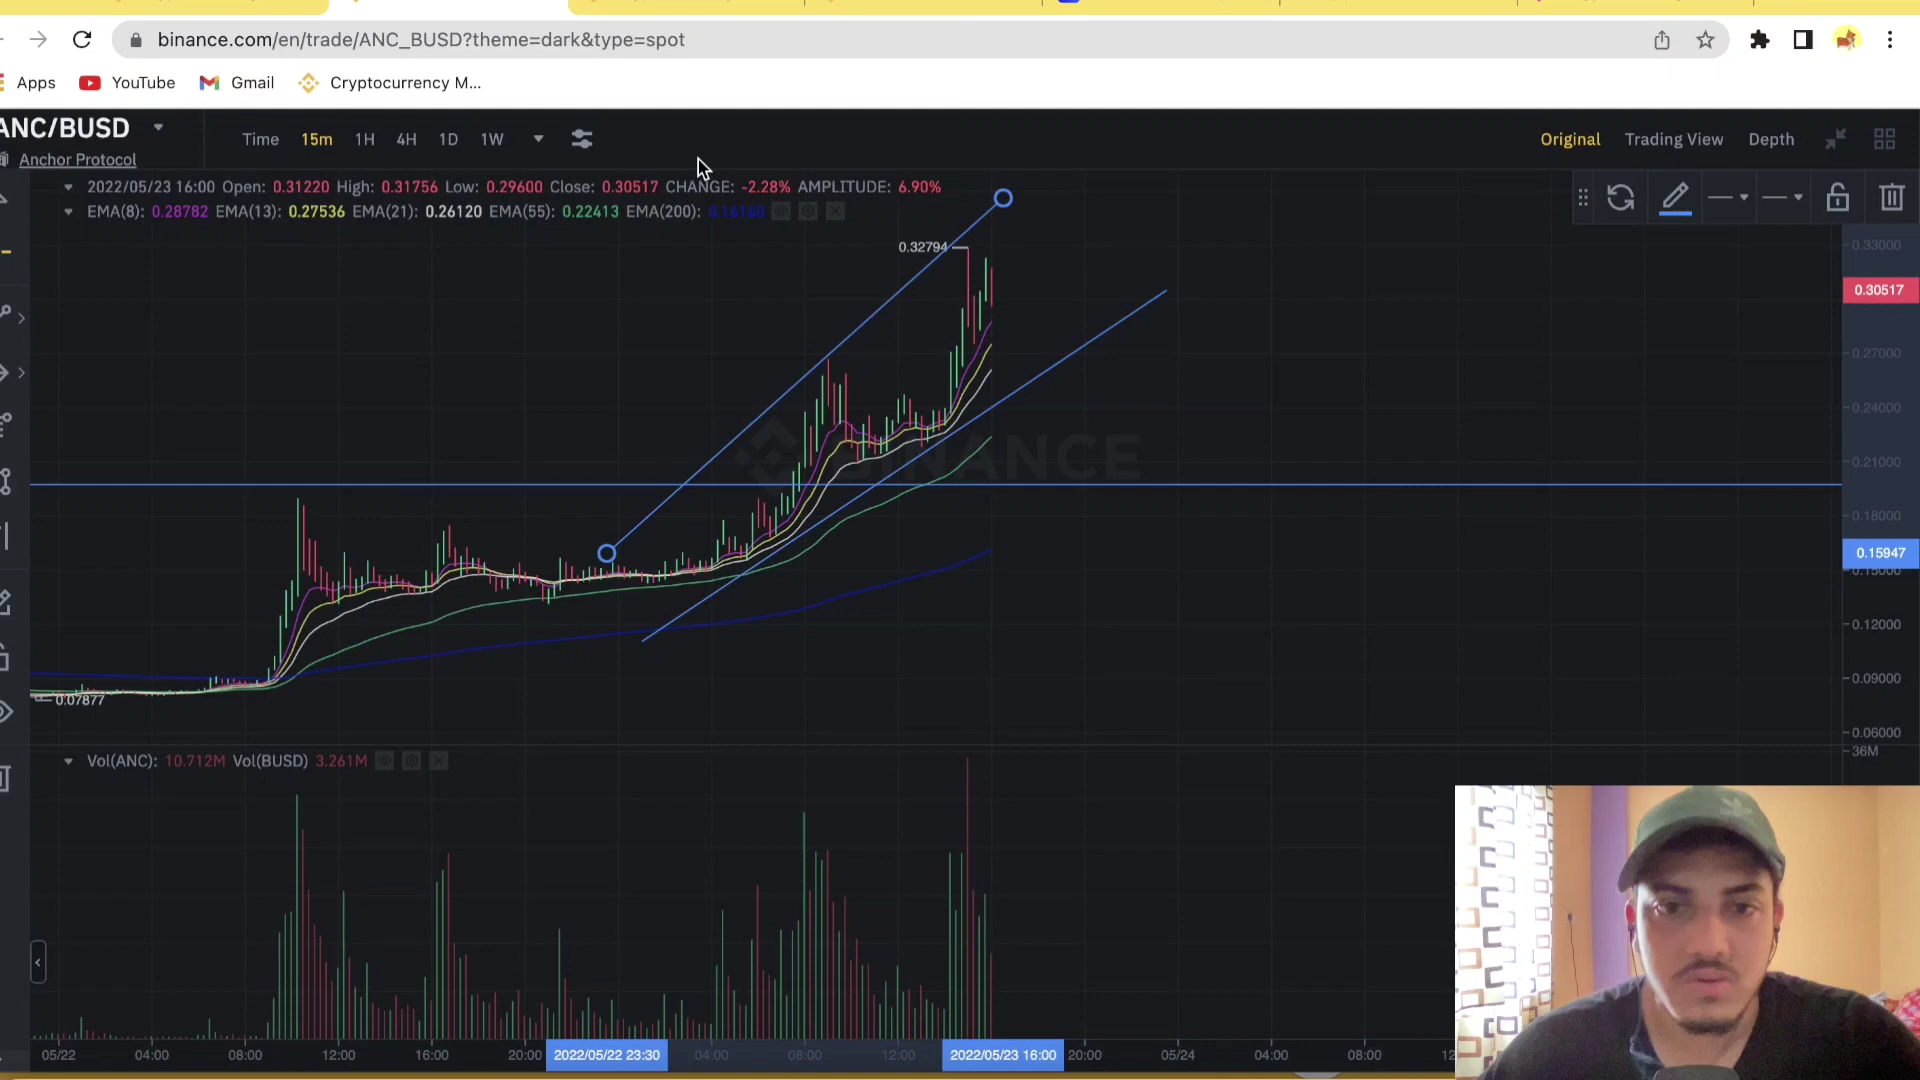 binance.com/en/trade/ANC_BUSD?theme=dark&type=spot
Apps YouTube Gmail Cryptocurrency M...
ANC/BUSD
Anchor Protocol
Time 15m 1H 4H 1D 1W
Original Trading View Depth
2022/05/23 16:00 Open: 0.31220 High: 0.31756 Low: 0.29600 Close: 0.30517 CHANGE: -2.28% AMPLITUDE: 6.90%
EMA(8): 0.28782 EMA(13): 0.27536 EMA(21): 0.26120 EMA(55): 0.22413 EMA(200): 0.16160
0.32794
0.33000
0.30517
0.27000
0.24000
BINANCE
0.21000
0.18000
0.15947
0.15000
0.12000
0.09000
0.07877
0.06000
36M
Vol(ANC): 10.712M Vol(BUSD) 3.261M
05/22 04:00 08:00 12:00 16:00 20:00 2022/05/22 23:30 04:00 08:00 12:00 2022/05/23 16:00 20:00 05/24 04:00 08:00